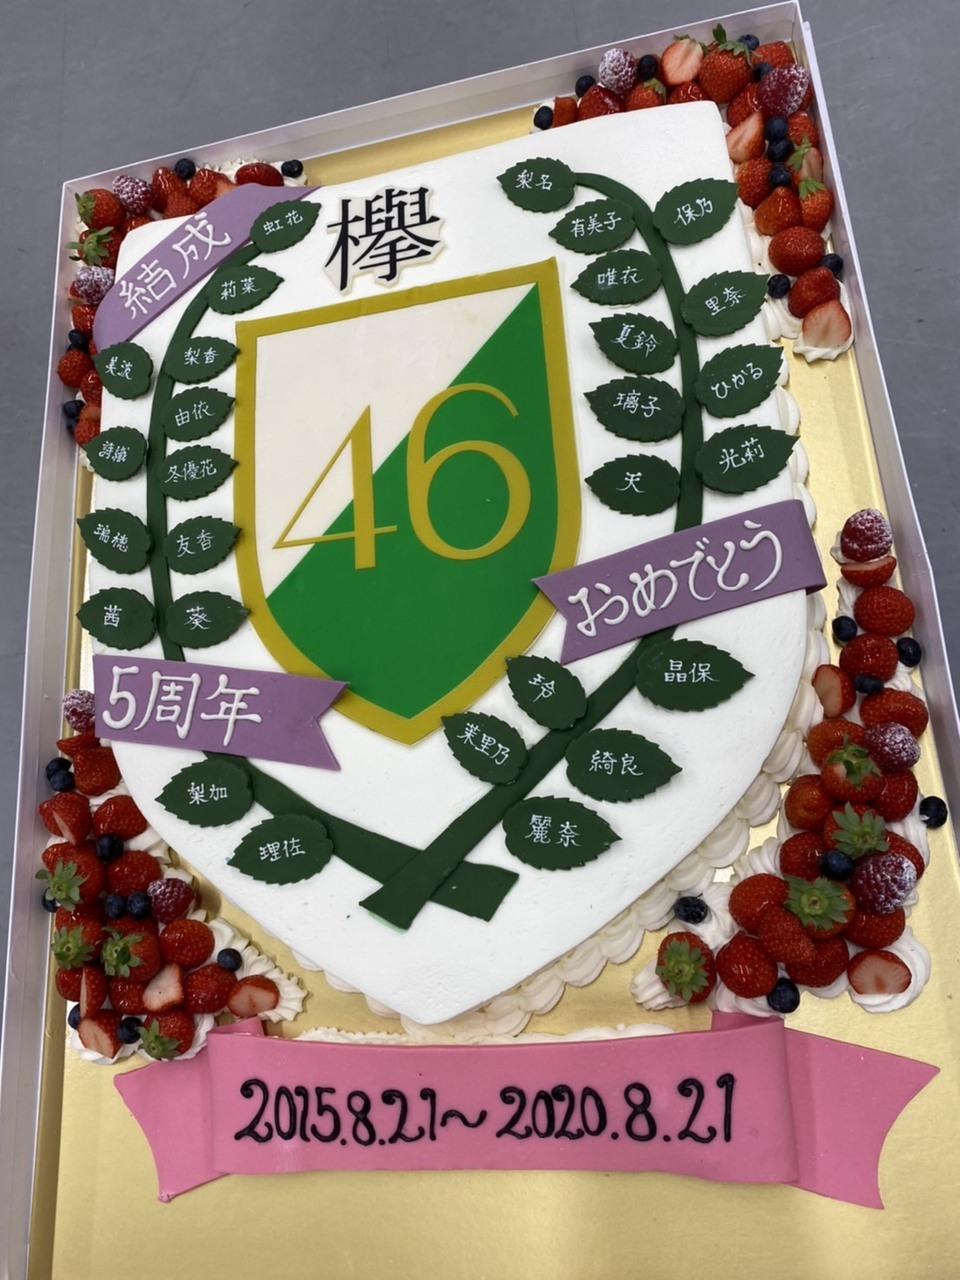 結成
欅
46
虹花
莉菜
美波
梨香
由依
詩織
冬優花
瑞穂
友香
茜
葵
5周年
梨加
理佐
梨名
有美子
保乃
唯衣
里奈
夏鈴
ひかる
璃子
光莉
天
おめでとう
玲
晶保
茉里乃
綺良
麗奈
2015.8.21〜2020.8.21